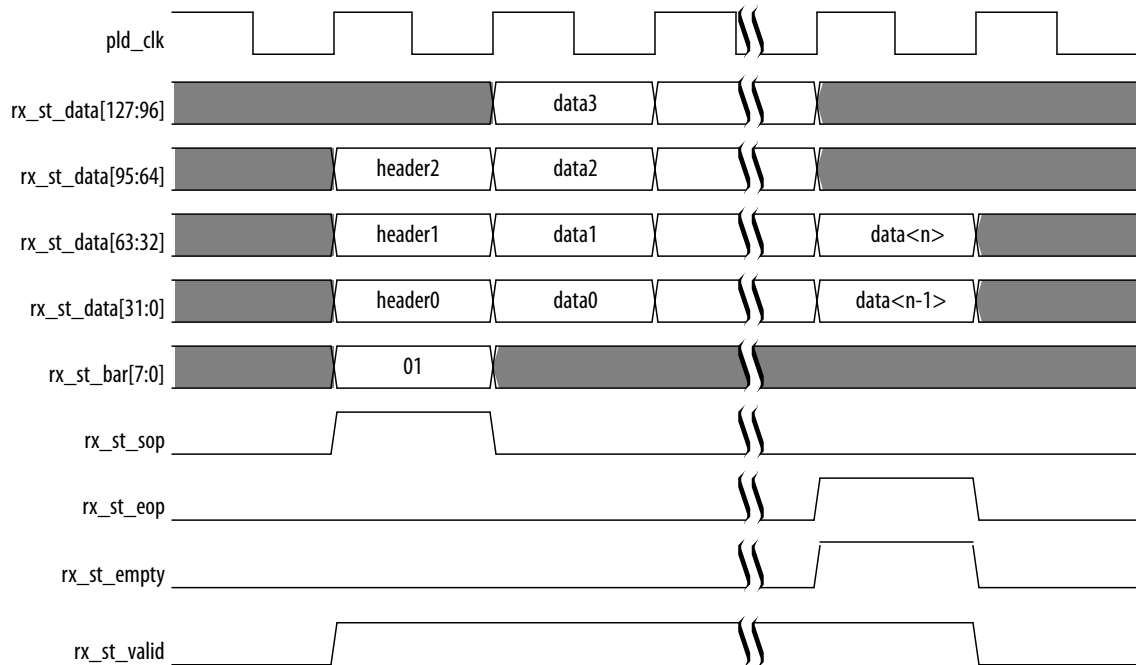 pld_clk
rx_st_data[127:96] data3
rx_st_data[95:64] header2 data2
rx_st_data[63:32] header1 data1 data<n>
rx_st_data[31:0] header0 data0 data<n-1>
rx_st_bar[7:0] 01
rx_st_sop
rx_st_eop
rx_st_empty
rx_st_valid